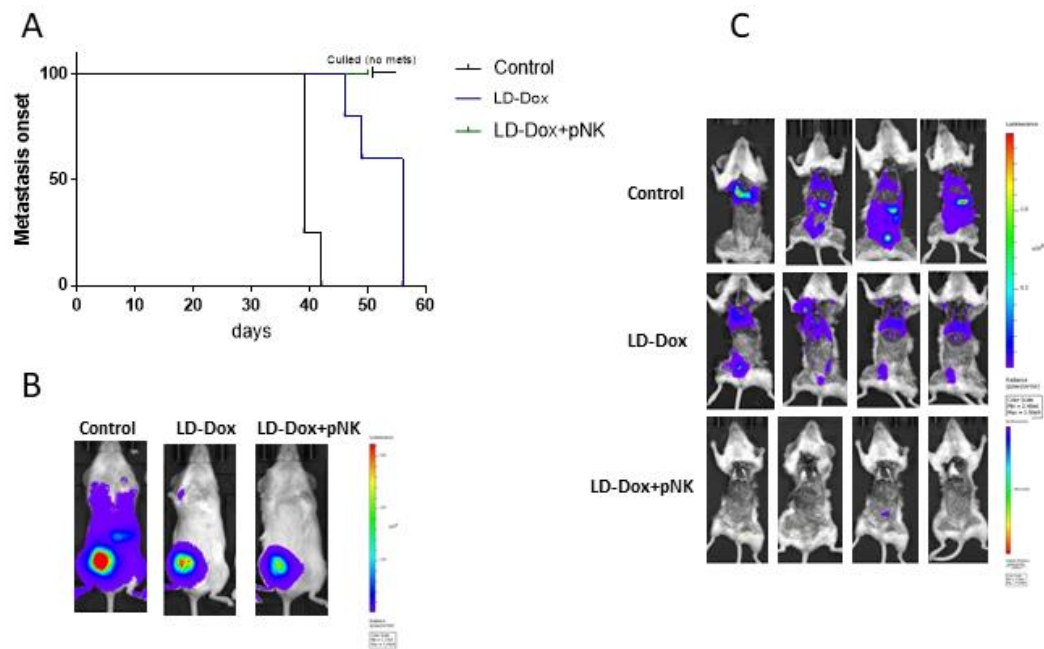 A
Metastasis onset
100
50
0
0 10 20 30 40 50 60
days
Culled (no mets)
Control
LD-Dox
LD-Dox+pNK
B
Control LD-Dox LD-Dox+pNK
C
Control
LD-Dox
LD-Dox+pNK